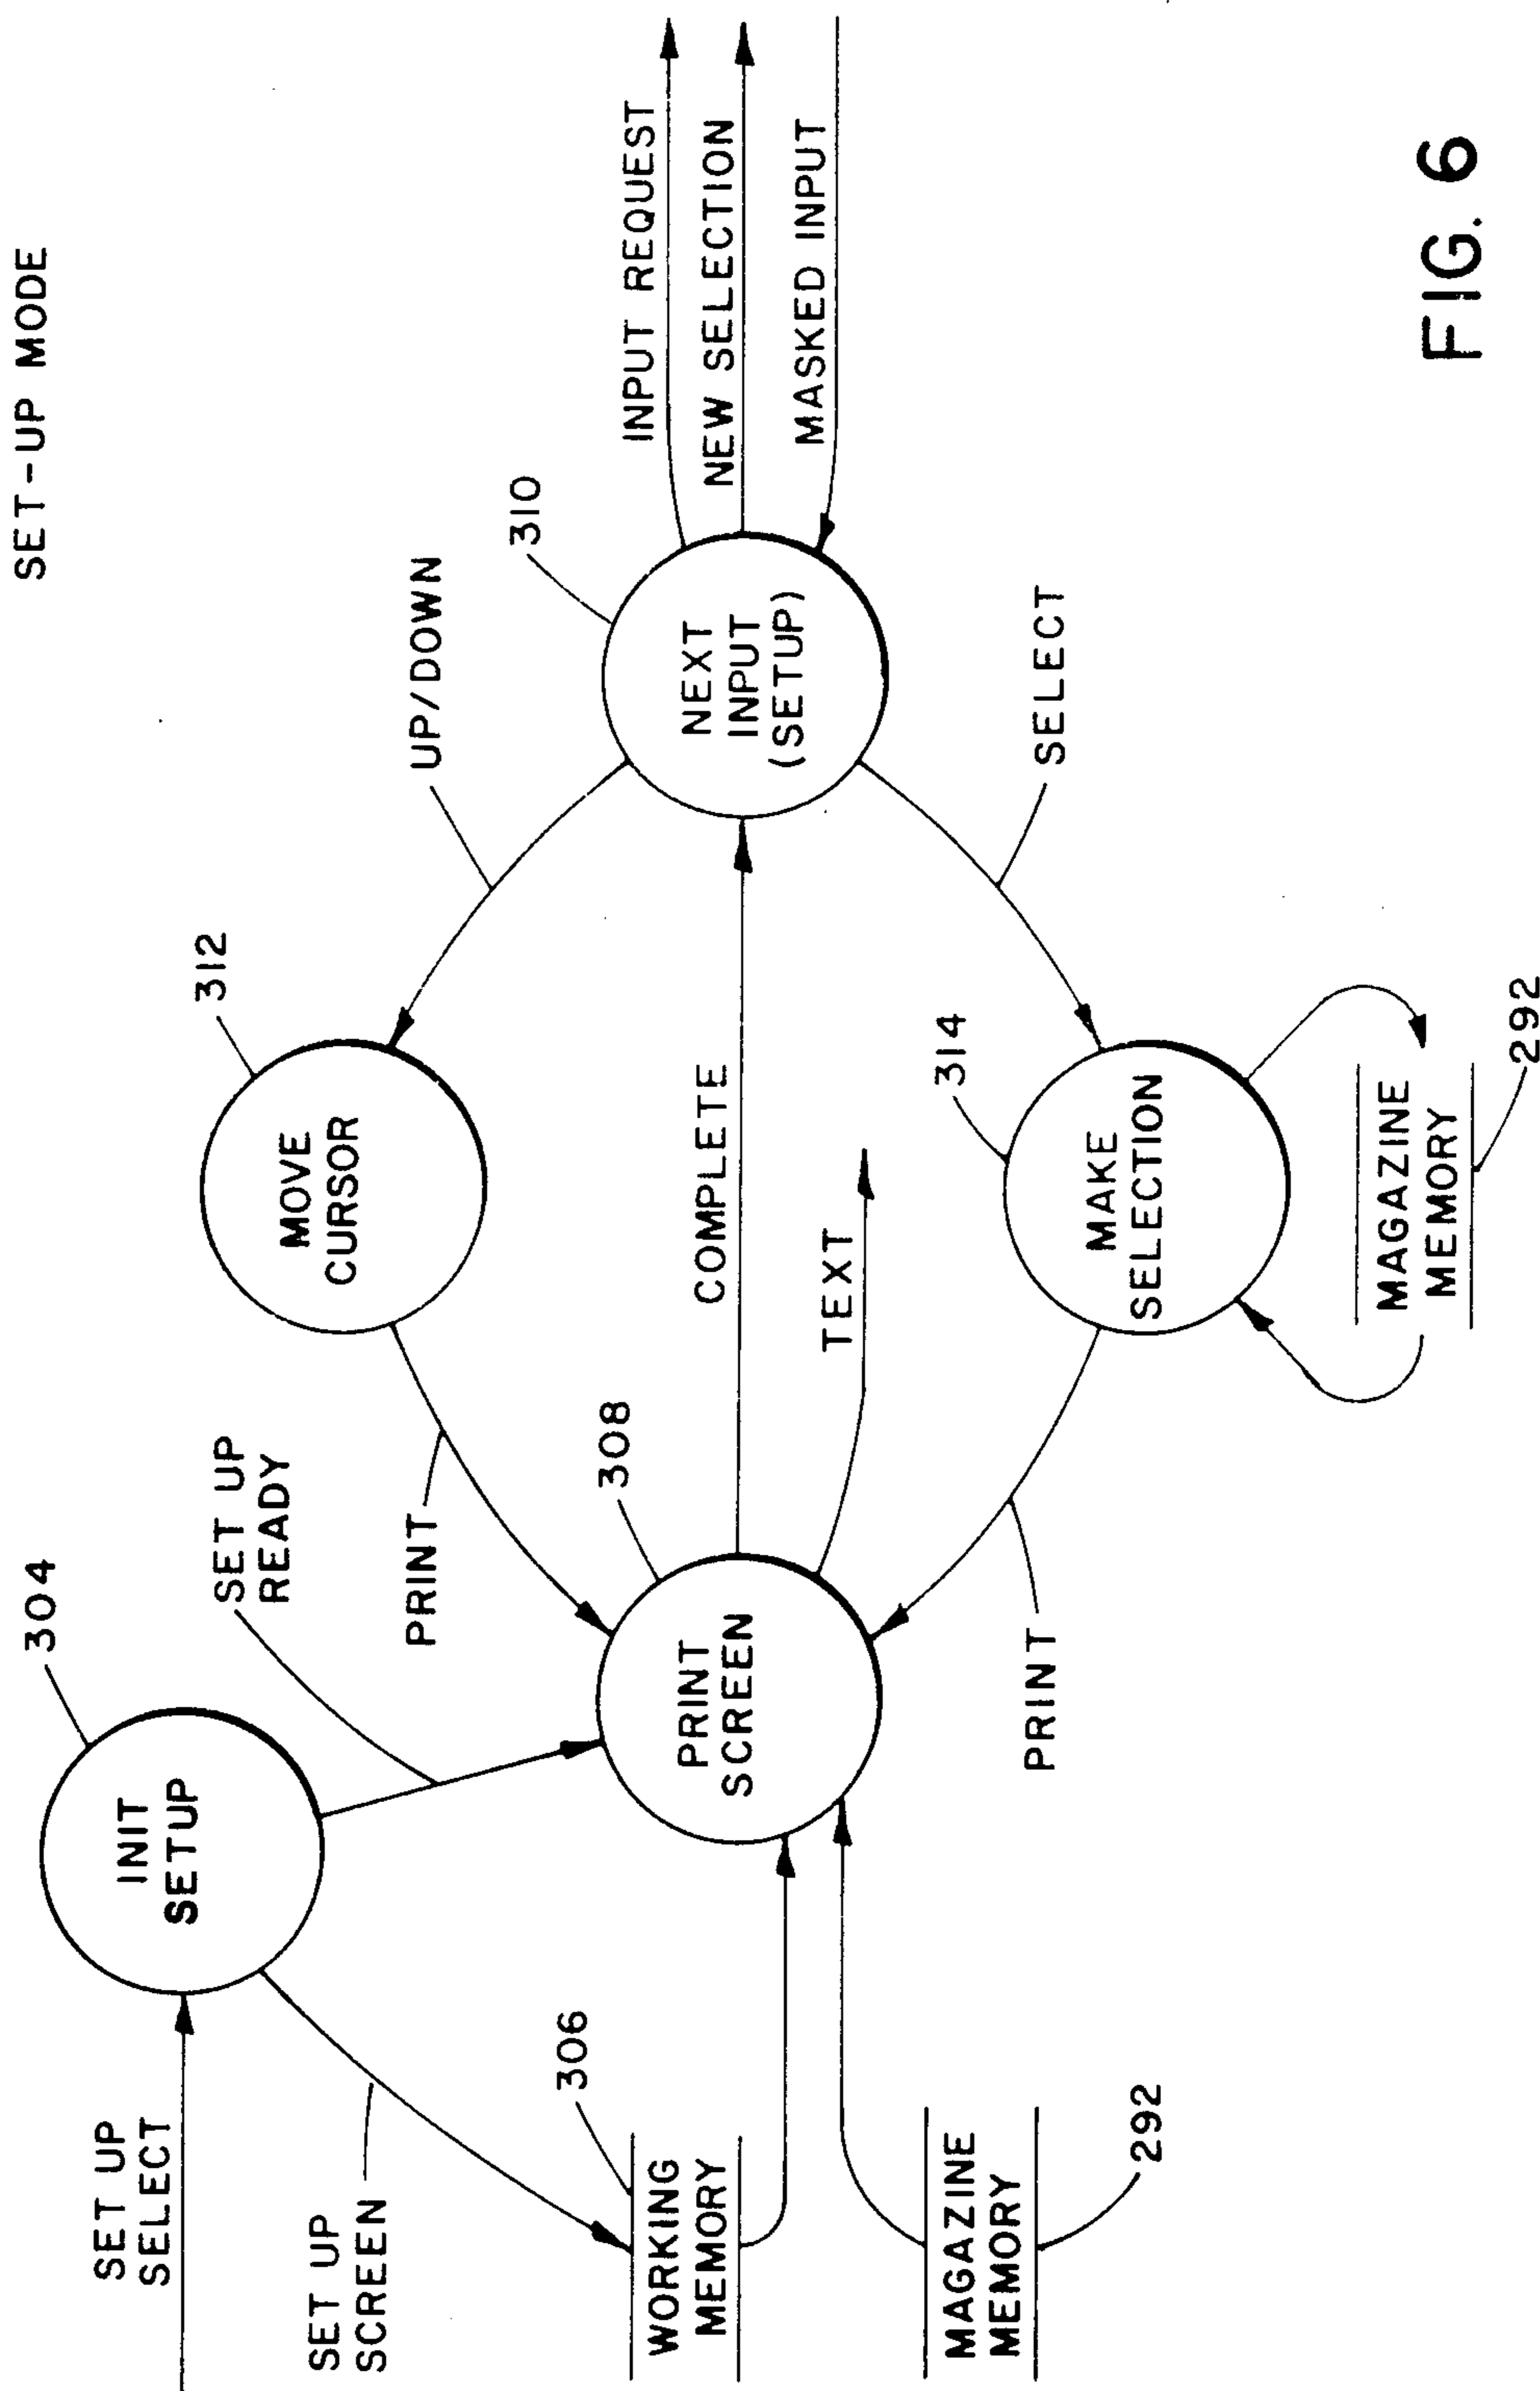 SET-UP MODE
304
INIT
SETUP
SET UP
SELECT
SET UP
READY
312
MOVE
CURSOR
SET UP
SCREEN
PRINT
UP/DOWN
306
308
310
INPUT REQUEST
WORKING
MEMORY
PRINT
SCREEN
COMPLETE
NEXT
INPUT
(SETUP)
NEW SELECTION
TEXT
MASKED INPUT
MAGAZINE
MEMORY
292
PRINT
314
MAKE
SELECTION
SELECT
MAGAZINE
MEMORY
292
FIG. 6